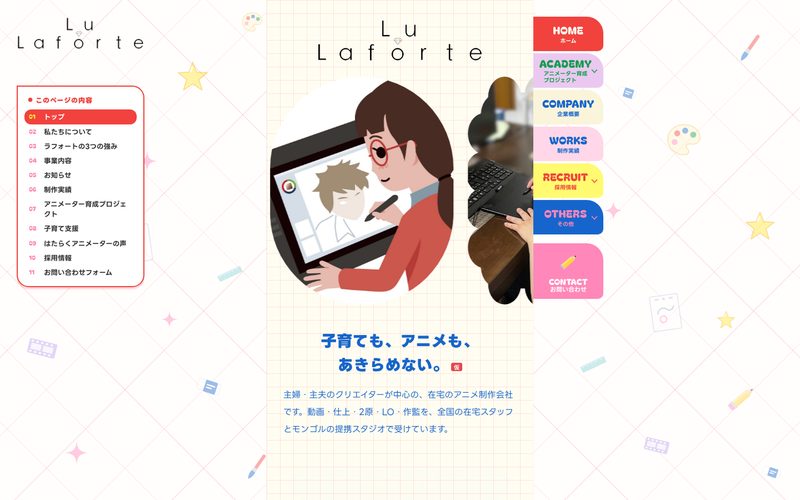 Lu
Laforte
このページの内容
01 トップ
02 私たちについて
03 ラフォートの3つの強み
04 事業内容
05 お知らせ
06 制作実績
07 アニメーター育成プロジェクト
08 子育て支援
09 はたらくアニメーターの声
10 採用情報
11 お問い合わせフォーム
Lu
Laforte
子育ても、アニメも、
あきらめない。 仮
主婦・主夫のクリエイターが中心の、在宅のアニメ制作会社
です。動画・仕上・2原・LO・作監を、全国の在宅スタッフ
とモンゴルの提携スタジオで受けています。
HOME
ホーム
ACADEMY
アニメーター育成
プロジェクト
COMPANY
企業概要
WORKS
制作実績
RECRUIT
採用情報
OTHERS
その他
CONTACT
お問い合わせ